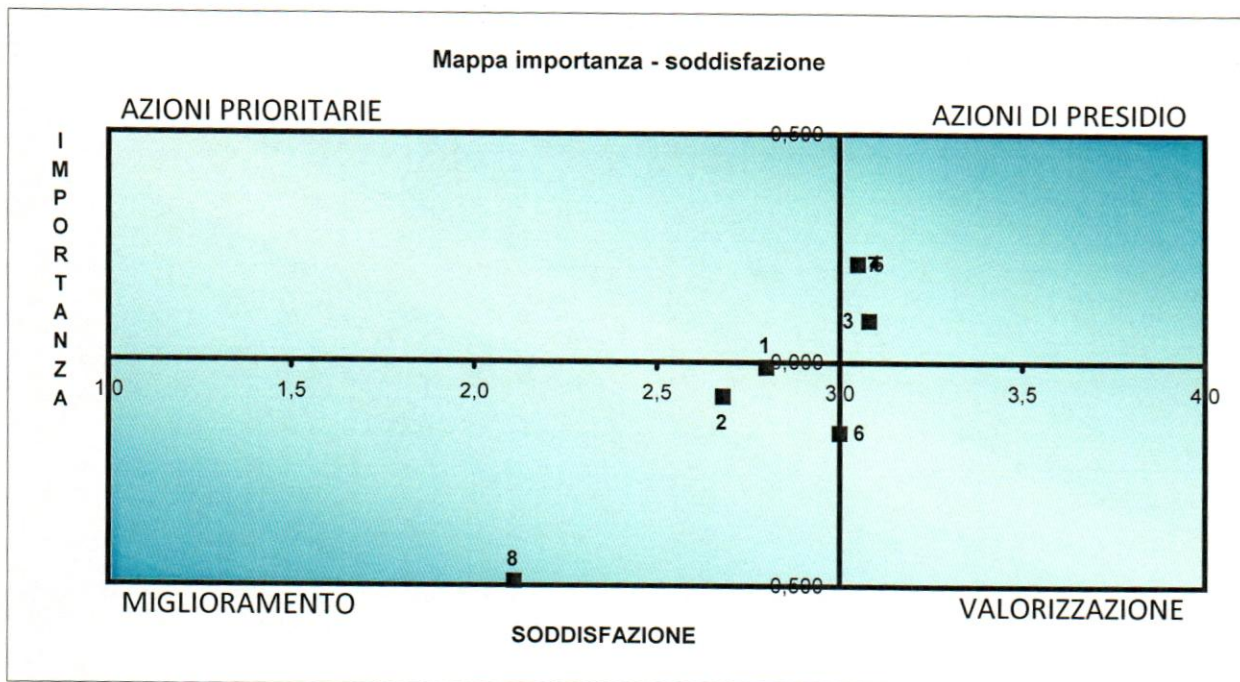 Mappa importanza - soddisfazione
AZIONI PRIORITARIE
AZIONI DI PRESIDIO
IMPORTANZA
0,500
3
1
0,000
1,0
1,5
2,0
2,5
3,0
3,5
4,0
2
6
8
0,500
MIGLIORAMENTO
VALORIZZAZIONE
SODDISFAZIONE